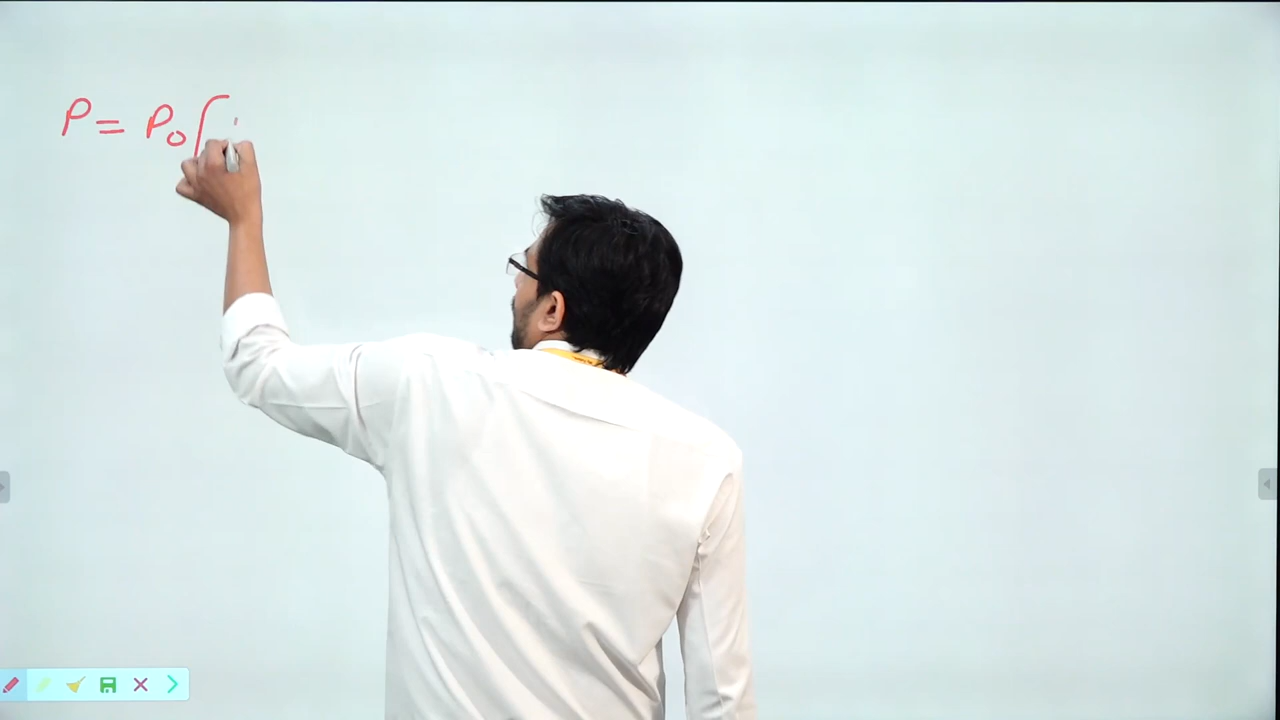 P = P₀ [